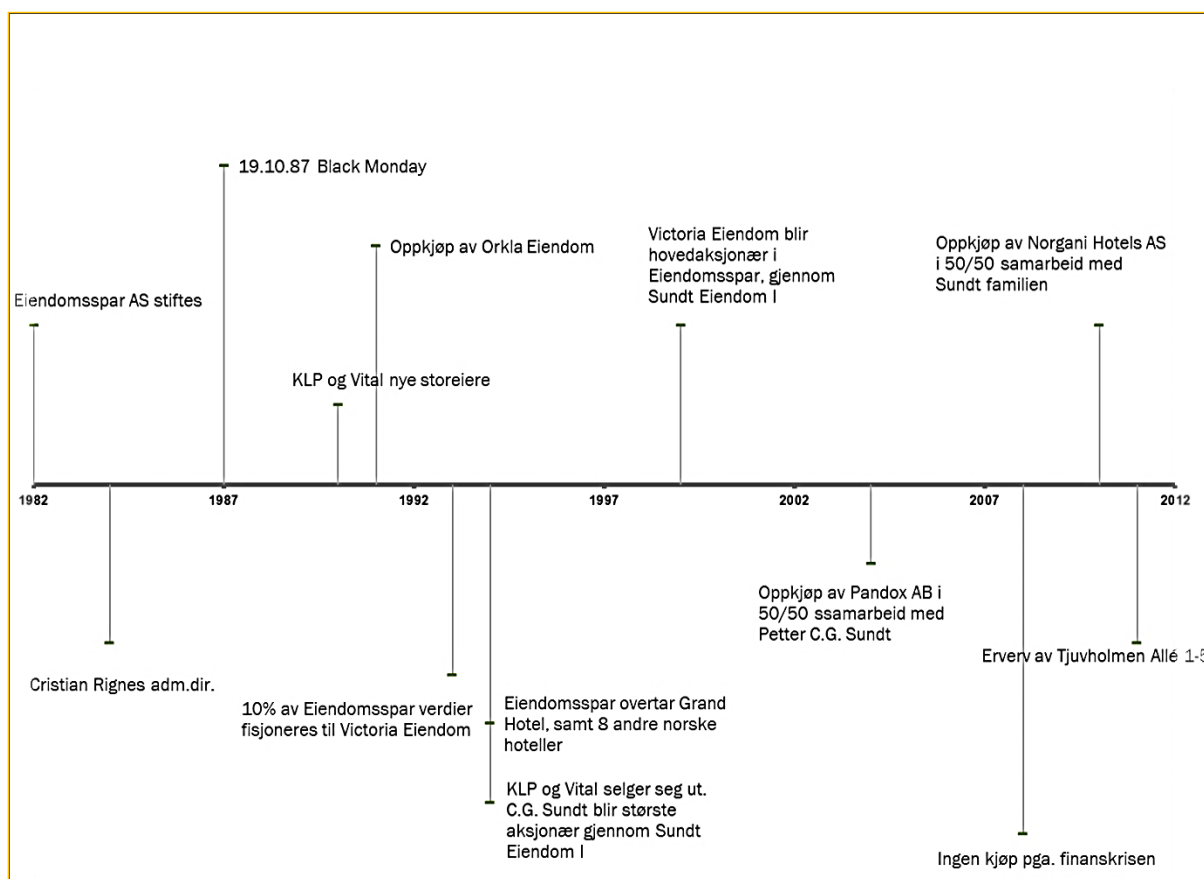 19.10.87 Black Monday
Oppkjøp av Orkla Eiendom
Victoria Eiendom blir
hovedaksjonær i
Eiendomsspar, gjennom
Sundt Eiendom I
Oppkjøp av Norgani Hotels AS
i 50/50 samarbeid med
Sundt familien
Eiendomsspar AS stiftes
KLP og Vital nye storeiere
1982
1987
1992
1997
2002
2007
2012
Oppkjøp av Pandox AB i
50/50 ssamarbeid med
Petter C.G. Sundt
Erverv av Tjuvholmen Allé 1-5
Cristian Rignes adm.dir.
10% av Eiendomsspar verdier
fisjoneres til Victoria Eiendom
Eiendomsspar overtar Grand
Hotel, samt 8 andre norske
hoteller
KLP og Vital selger seg ut.
C.G. Sundt blir største
aksjonær gjennom Sundt
Eiendom I
Ingen kjøp pga. finanskrisen